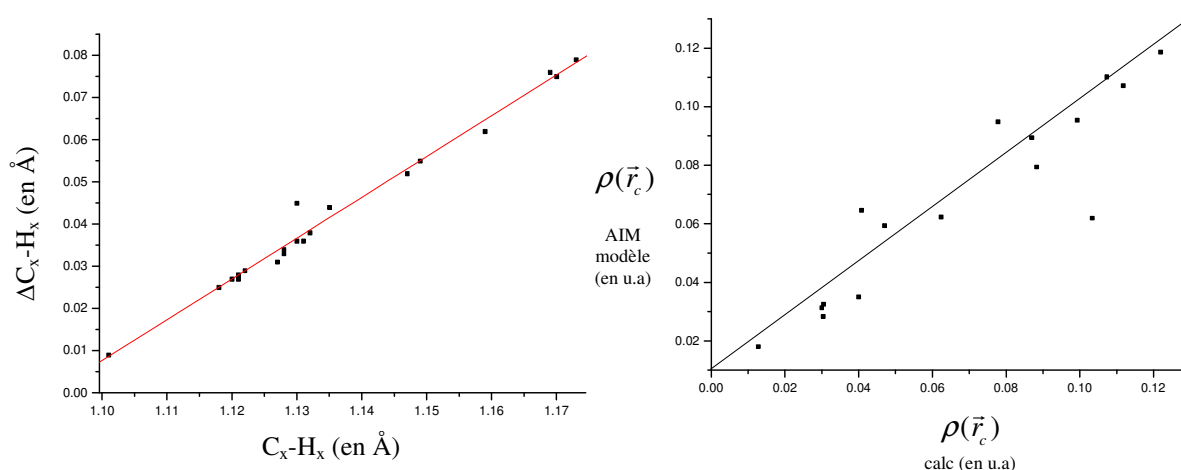 0.08
0.07
0.06
0.05
0.04
0.03
0.02
0.01
0.00
ΔCₓ-Hₓ (en Å)
1.10 1.11 1.12 1.13 1.14 1.15 1.16 1.17
Cₓ-Hₓ (en Å)
0.12
0.10
0.08
0.06
0.04
0.02
ρ(r⃗_c)
AIM
modèle
(en u.a)
0.00 0.02 0.04 0.06 0.08 0.10 0.12
ρ(r⃗_c)
calc (en u.a)